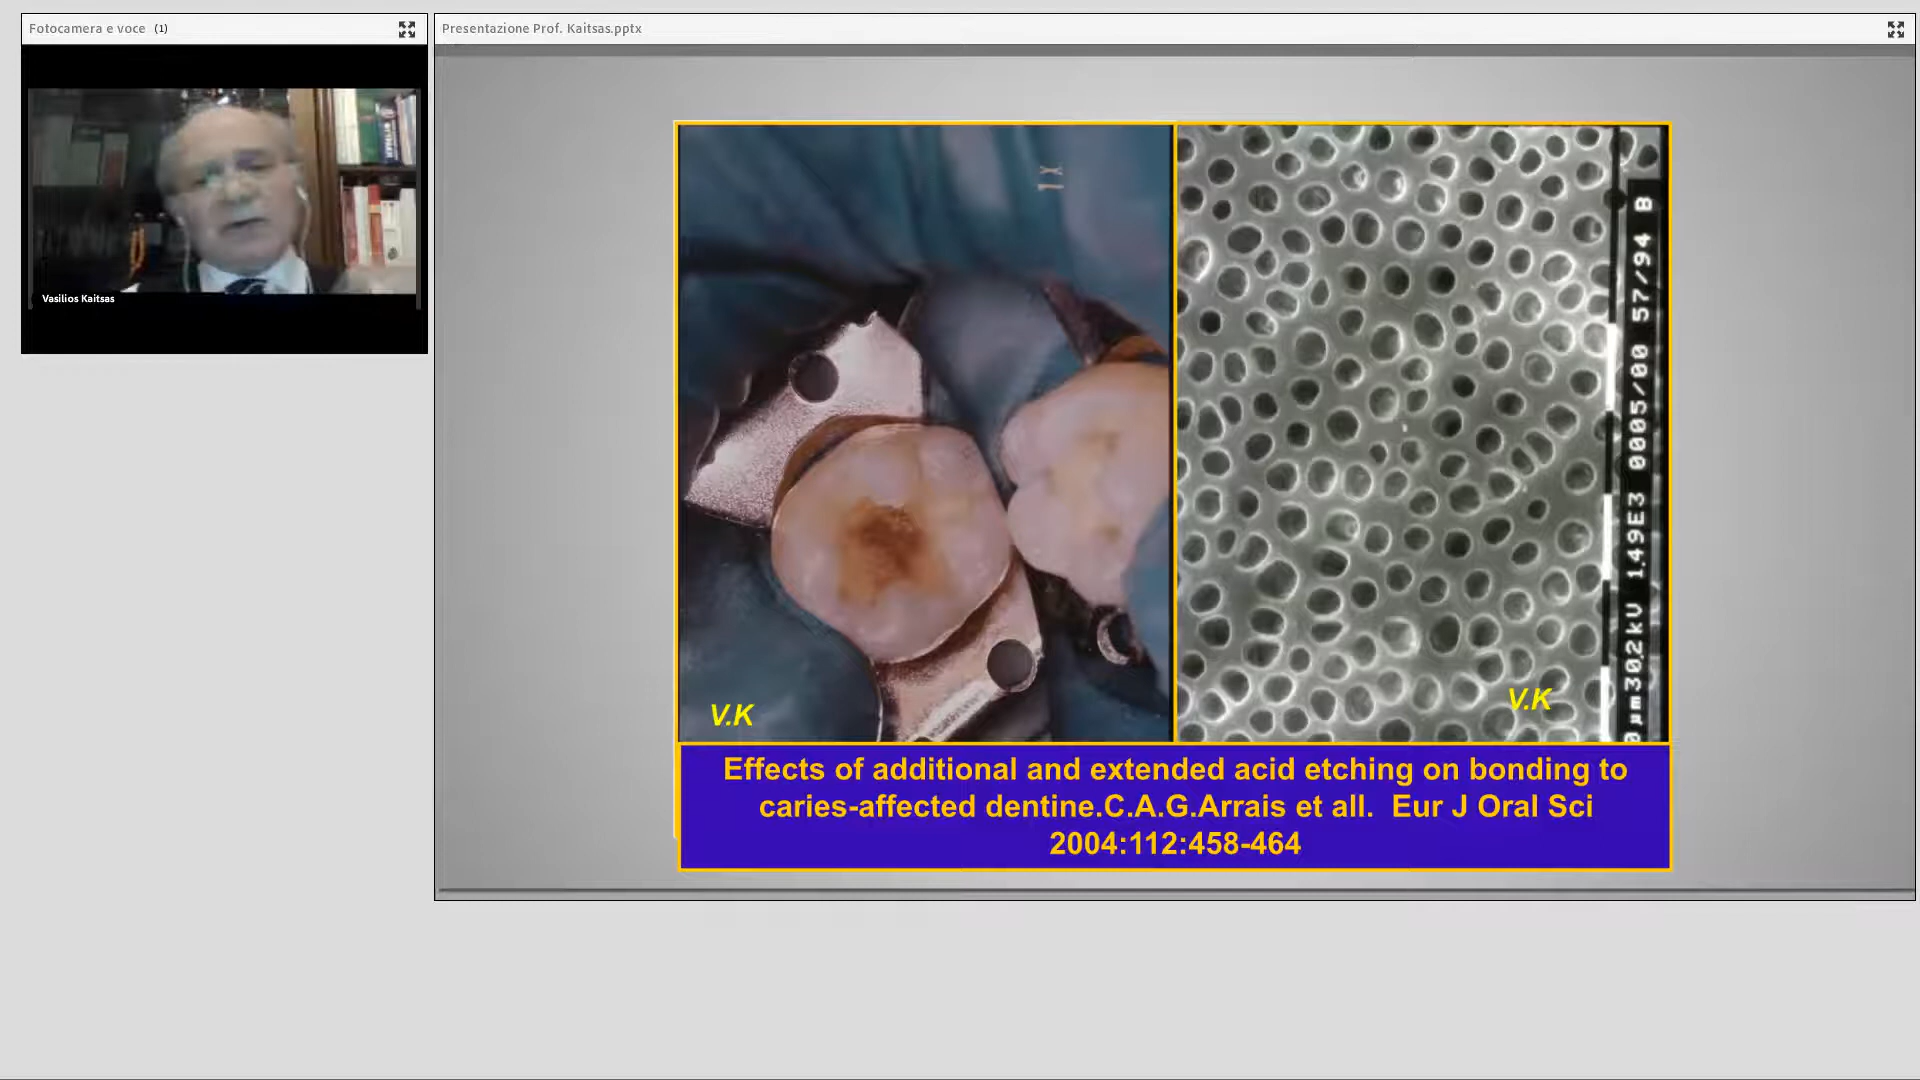 Fotocamera e voce (1)
Presentazione Prof. Kaitsas.pptx
Vasilios Kaitsas
V.K
V.K
0µm302kU 1.49E3 0005/00 57/94 B
Effects of additional and extended acid etching on bonding to
caries-affected dentine.C.A.G.Arrais et all. Eur J Oral Sci
2004:112:458-464